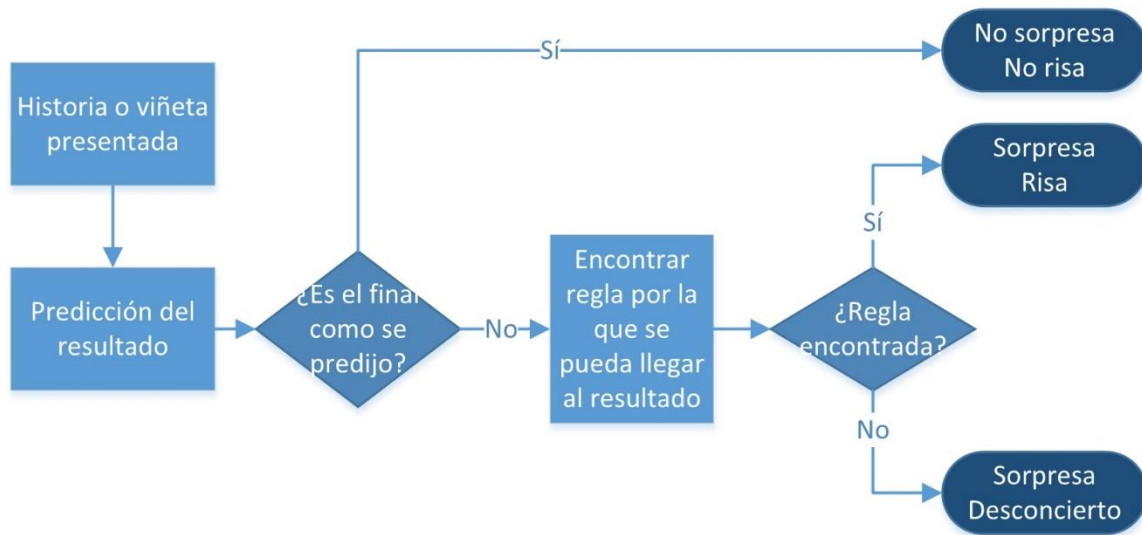 Historia o viñeta
presentada
Predicción del
resultado
¿Es el final
como se
predijo?
Sí
No sorpresa
No risa
No
Encontrar
regla por la
que se
pueda llegar
al resultado
¿Regla
encontrada?
Sí
Sorpresa
Risa
No
Sorpresa
Desconcierto